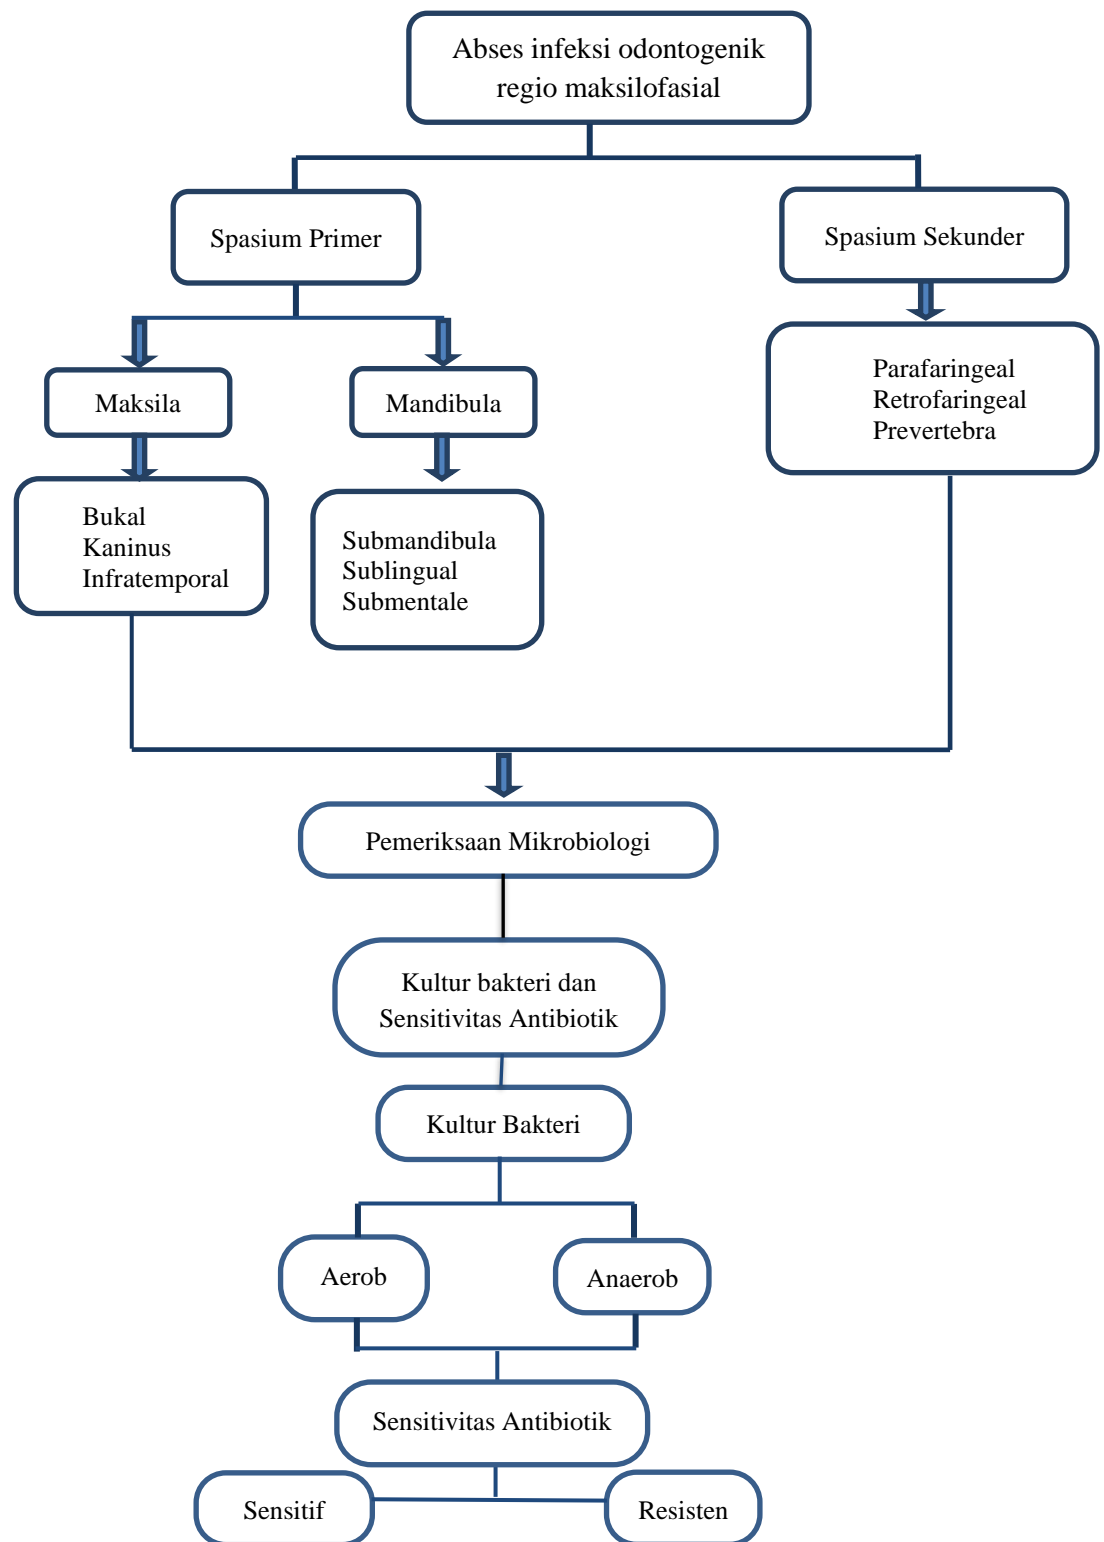 Abses infeksi odontogenik
regio maksilofasial
Spasium Primer
Spasium Sekunder
Maksila
Mandibula
Parafaringeal
Retrofaringeal
Prevertebra
Bukal
Kaninus
Infratemporal
Submandibula
Sublingual
Submentale
Pemeriksaan Mikrobiologi
Kultur bakteri dan
Sensitivitas Antibiotik
Kultur Bakteri
Aerob
Anaerob
Sensitivitas Antibiotik
Sensitif
Resisten